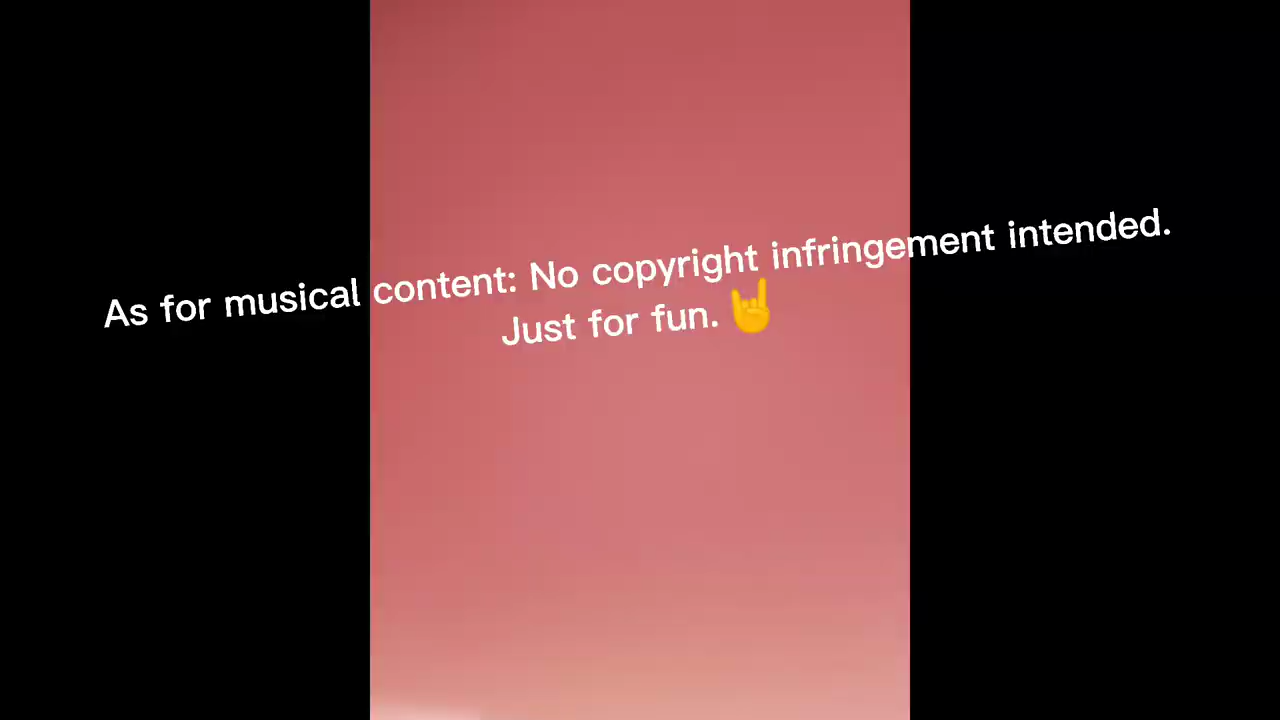 As for musical content: No copyright infringement intended.
Just for fun. 🤘